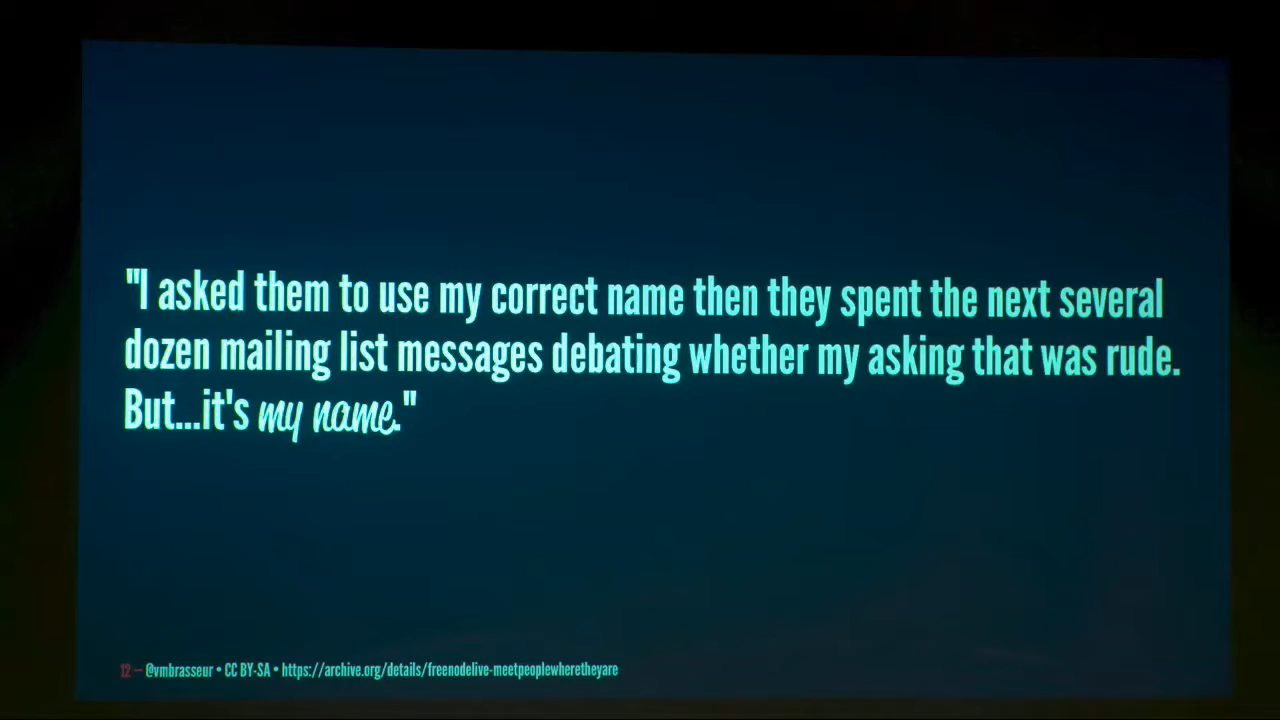 "I asked them to use my correct name then they spent the next several
dozen mailing list messages debating whether my asking that was rude.
But...it's my name."
12 — @vmbrasseur • CC BY-SA • https://archive.org/details/freenodelive-meetpeoplewheretheyare